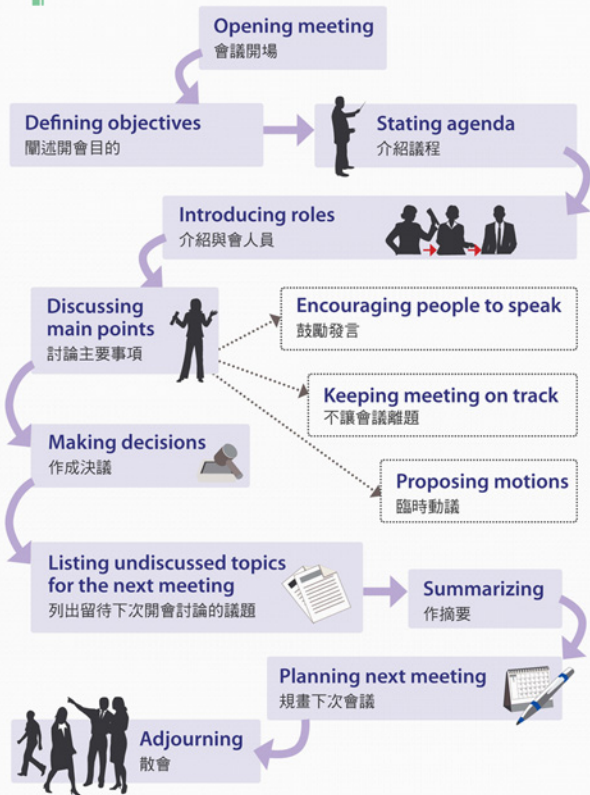 Opening meeting
會議開場
Defining objectives
闡述開會目的
Stating agenda
介紹議程
Introducing roles
介紹與會人員
Discussing
main points
討論主要事項
Encouraging people to speak
鼓勵發言
Keeping meeting on track
不讓會議離題
Proposing motions
臨時動議
Making decisions
作成決議
Listing undiscussed topics
for the next meeting
列出留待下次開會討論的議題
Summarizing
作摘要
Planning next meeting
規畫下次會議
Adjourning
散會